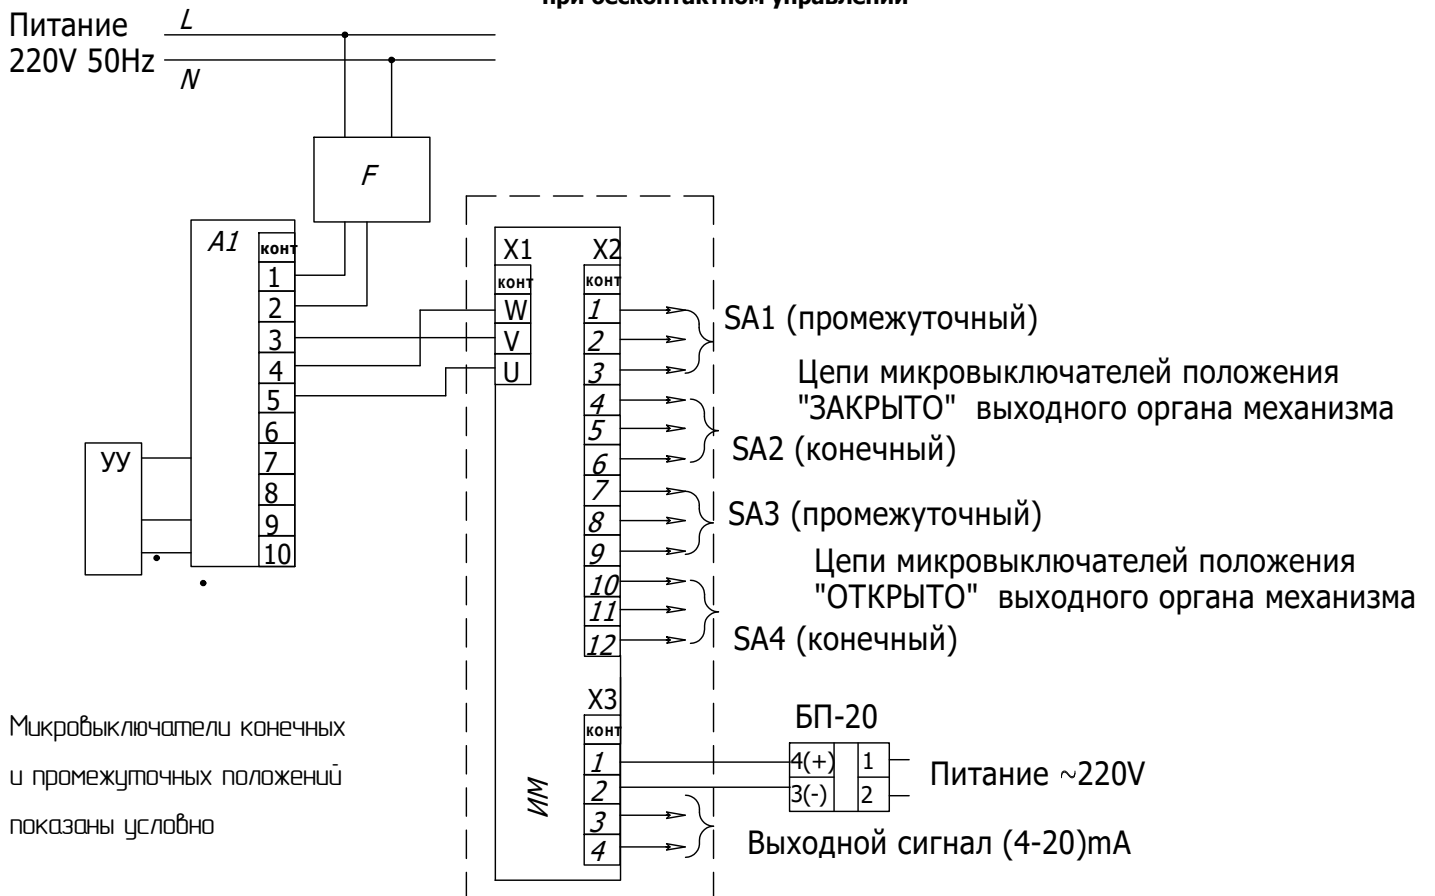 при бесконтактном управлении
Питание
220V 50Hz
L
N
F
A1
конт
1
2
3
4
5
6
7
8
9
10
УУ
X1
конт
W
V
U
X2
конт
1
2
3
4
5
6
7
8
9
10
11
12
SA1 (промежуточный)
Цепи микровыключателей положения
"ЗАКРЫТО" выходного органа механизма
SA2 (конечный)
SA3 (промежуточный)
Цепи микровыключателей положения
"ОТКРЫТО" выходного органа механизма
SA4 (конечный)
X3
конт
1
2
3
4
ИМ
БП-20
4(+)
1
3(-)
2
Питание ~220V
Выходной сигнал (4-20)mA
Микровыключатели конечных
и промежуточных положений
показаны условно